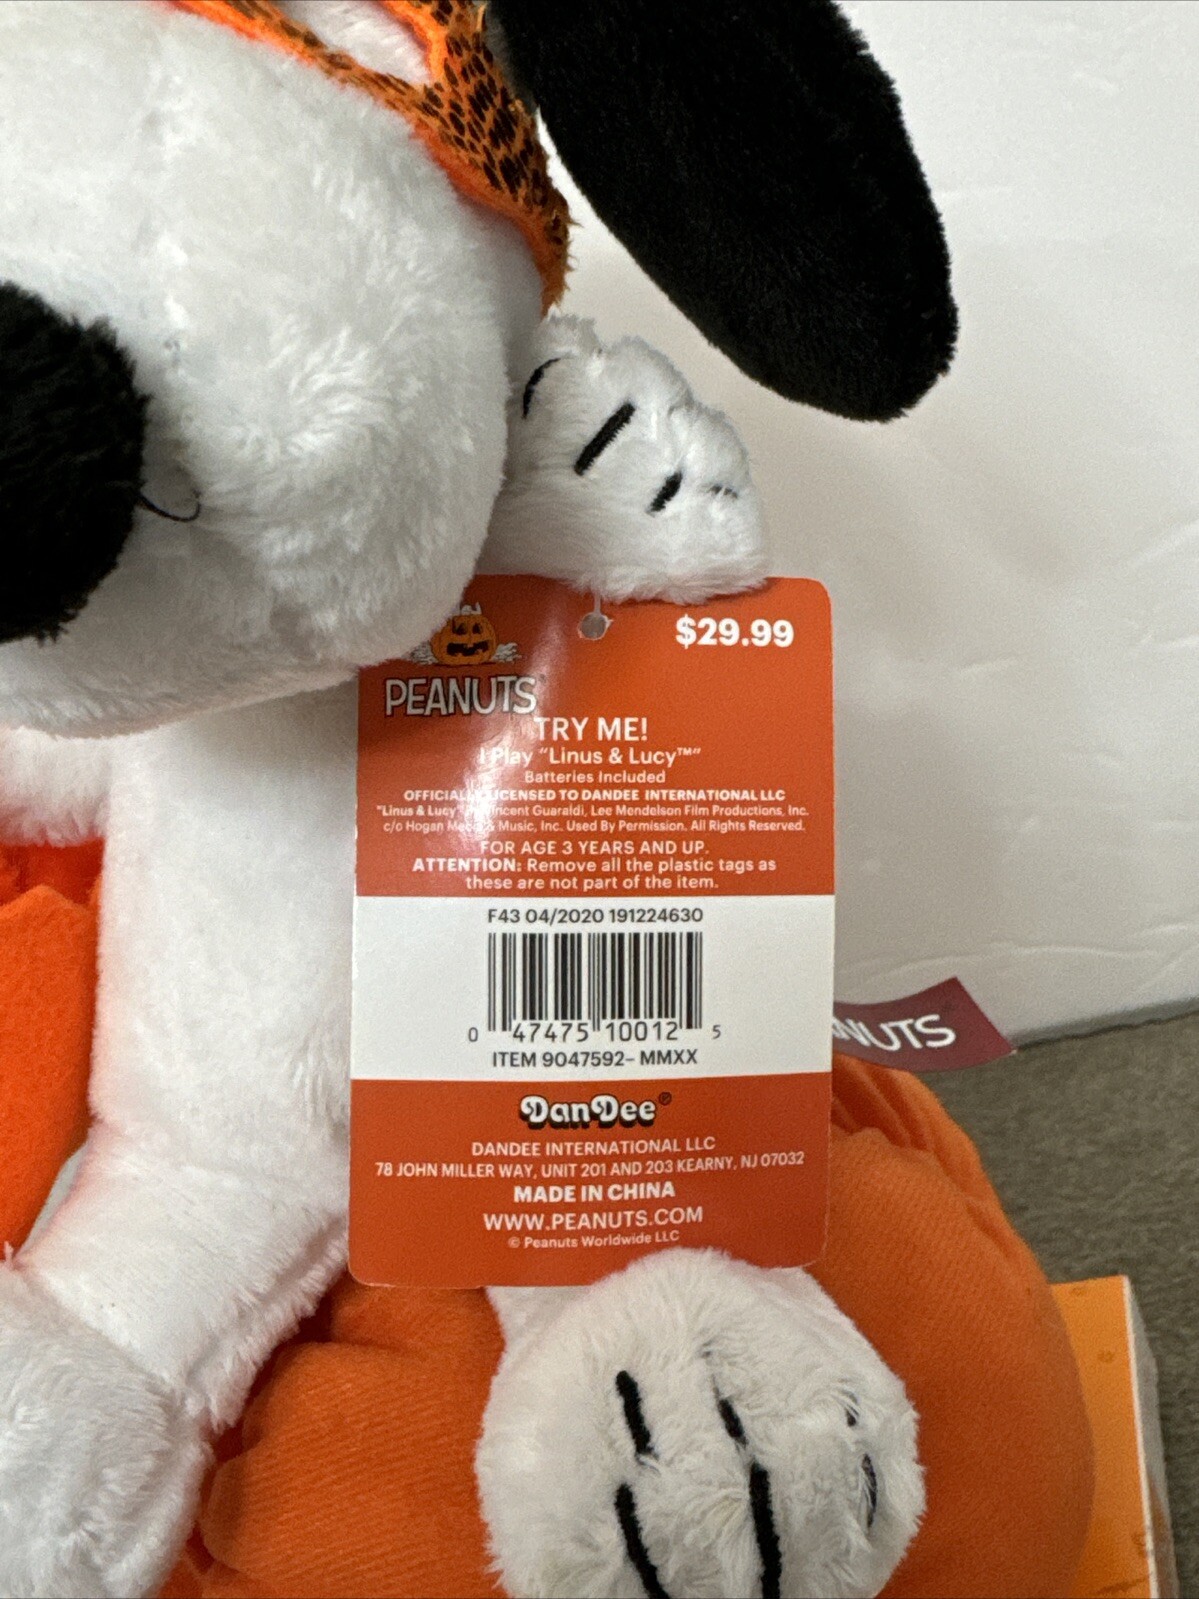 $29.99
PEANUTS
TRY ME!
I Play "Linus & Lucy™"
Batteries Included
OFFICIALLY LICENSED TO DANDEE INTERNATIONAL LLC
"Linus & Lucy" Vincent Guaraldi, Lee Mendelson Film Productions, Inc.
c/o Hogan Media & Music, Inc. Used By Permission. All Rights Reserved.
FOR AGE 3 YEARS AND UP.
ATTENTION: Remove all the plastic tags as
these are not part of the item.
F43 04/2020 191224630
0 47475 10012 5
ITEM 9047592- MMXX
DanDee®
DANDEE INTERNATIONAL LLC
78 JOHN MILLER WAY, UNIT 201 AND 203 KEARNY, NJ 07032
MADE IN CHINA
WWW.PEANUTS.COM
© Peanuts Worldwide LLC
NUTS